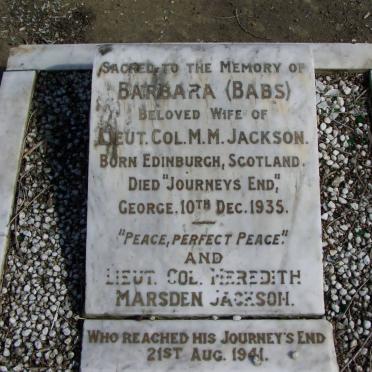 SACRED TO THE MEMORY OF
BARBARA (BABS)
BELOVED WIFE OF
LIEUT. COL. M. M. JACKSON.
BORN EDINBURGH, SCOTLAND.
DIED "JOURNEYS END",
GEORGE. 10TH DEC. 1935.
"PEACE, PERFECT PEACE".
AND
LIEUT. COL. MEREDITH
MARSDEN JACKSON.
WHO REACHED HIS JOURNEY'S END
21ST AUG. 1941.